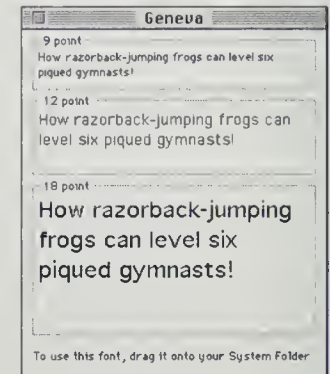 Geneva
9 point
How razorback-jumping frogs can level six
piqued gymnasts!
12 point
How razorback-jumping frogs can
level six piqued gymnasts!
18 point
How razorback-jumping
frogs can level six
piqued gymnasts!
To use this font, drag it onto your System Folder